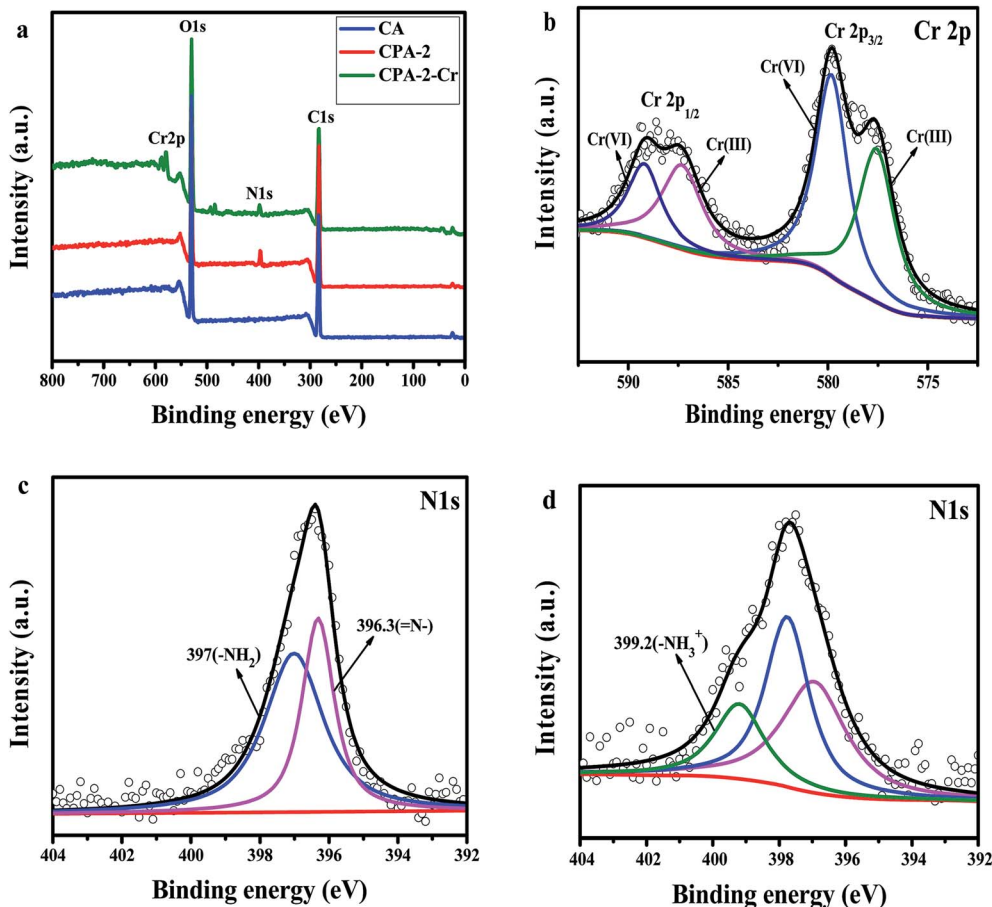 a
O1s
CA
CPA-2
CPA-2-Cr
C1s
Cr2p
N1s
Intensity (a.u.)
800 700 600 500 400 300 200 100 0
Binding energy (eV)
b
Cr 2p
Cr 2p3/2
Cr(VI)
Cr 2p1/2
Cr(VI)
Cr(III)
Cr(III)
Intensity (a.u.)
590 585 580 575
Binding energy (eV)
c
N1s
396.3(=N-)
397(-NH2)
Intensity (a.u.)
404 402 400 398 396 394 392
Binding energy (eV)
d
N1s
399.2(-NH3+)
Intensity (a.u.)
404 402 400 398 396 394 392
Binding energy (eV)